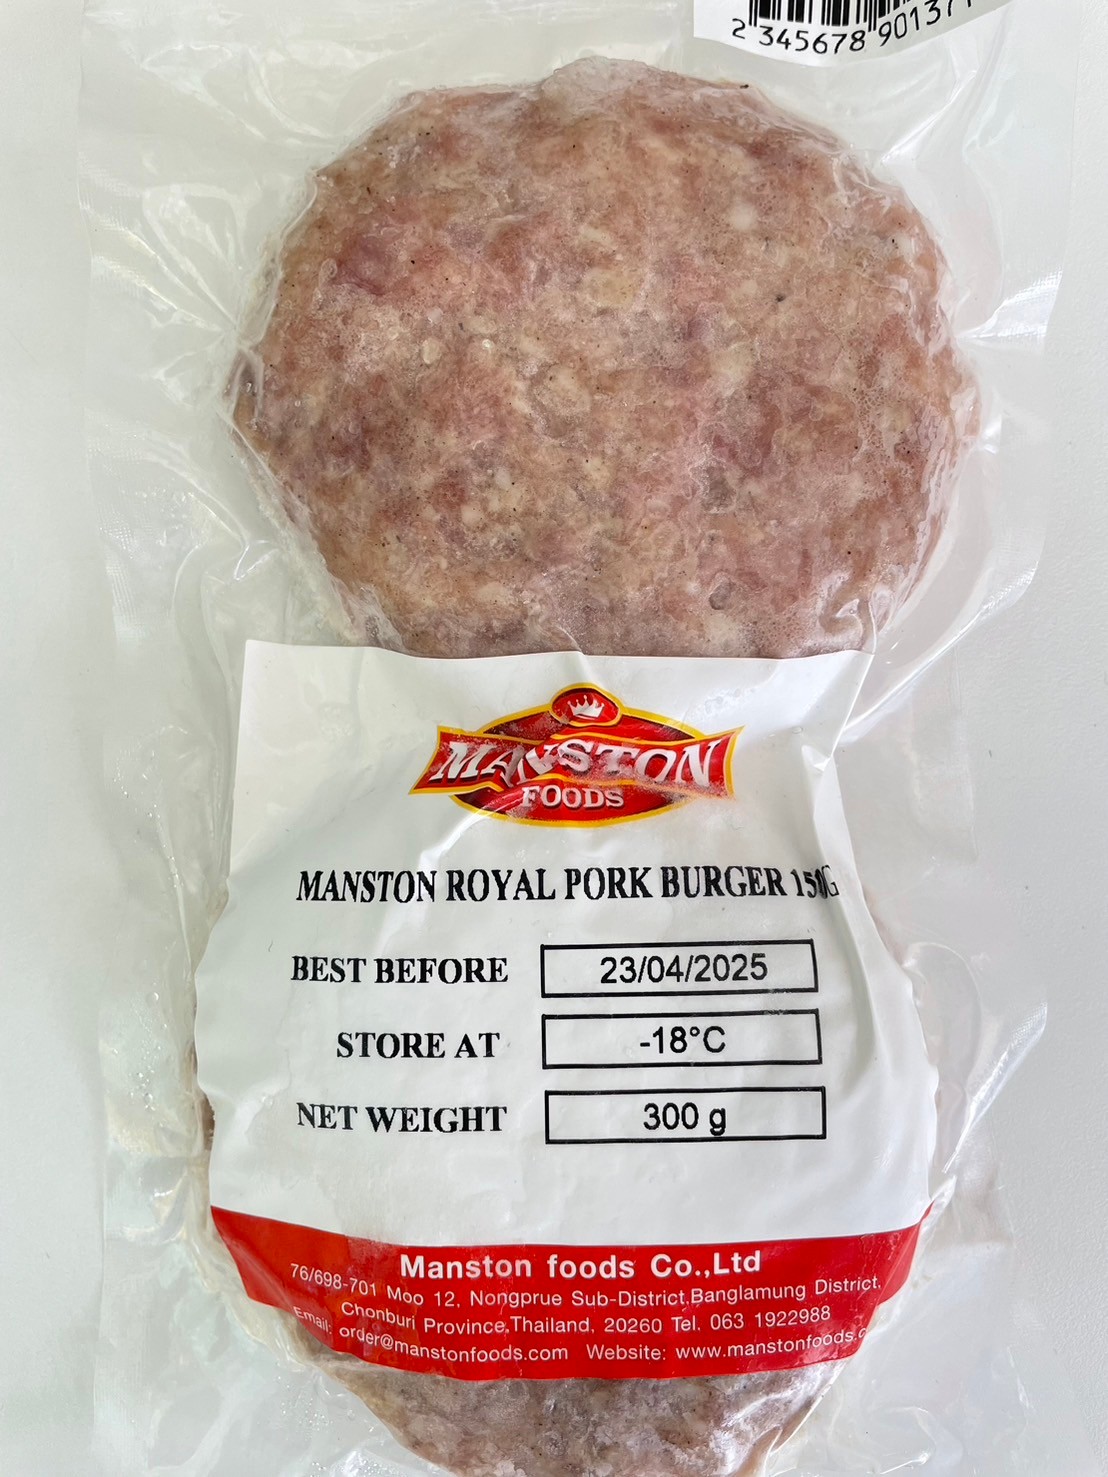 2 345678 90137
MANSTON
FOODS
MANSTON ROYAL PORK BURGER 150G
BEST BEFORE 23/04/2025
STORE AT -18°C
NET WEIGHT 300 g
Manston foods Co.,Ltd
76/698-701 Moo 12, Nongprue Sub-District,Banglamung District,
Chonburi Province,Thailand, 20260 Tel. 063 1922988
Email: order@manstonfoods.com Website: www.manstonfoods.c